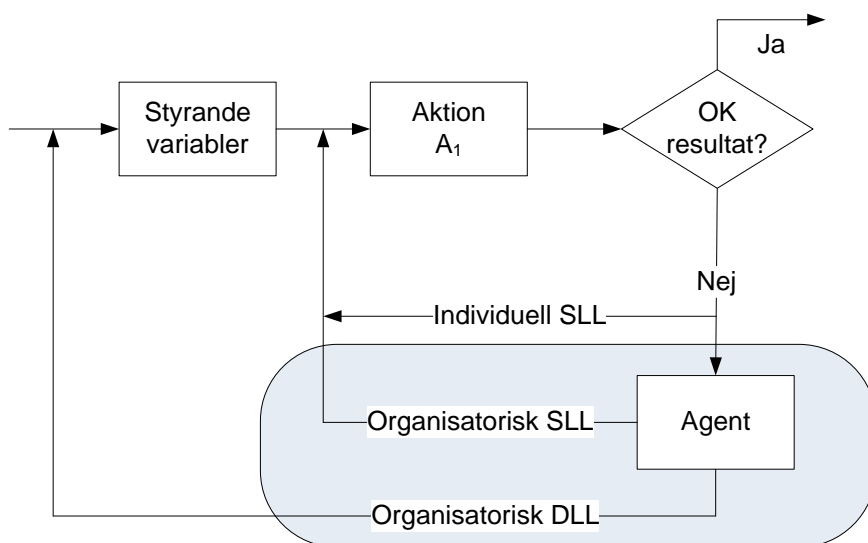 Ja
Styrande
variabler
Aktion
A₁
OK
resultat?
Nej
Individuell SLL
Organisatorisk SLL
Agent
Organisatorisk DLL